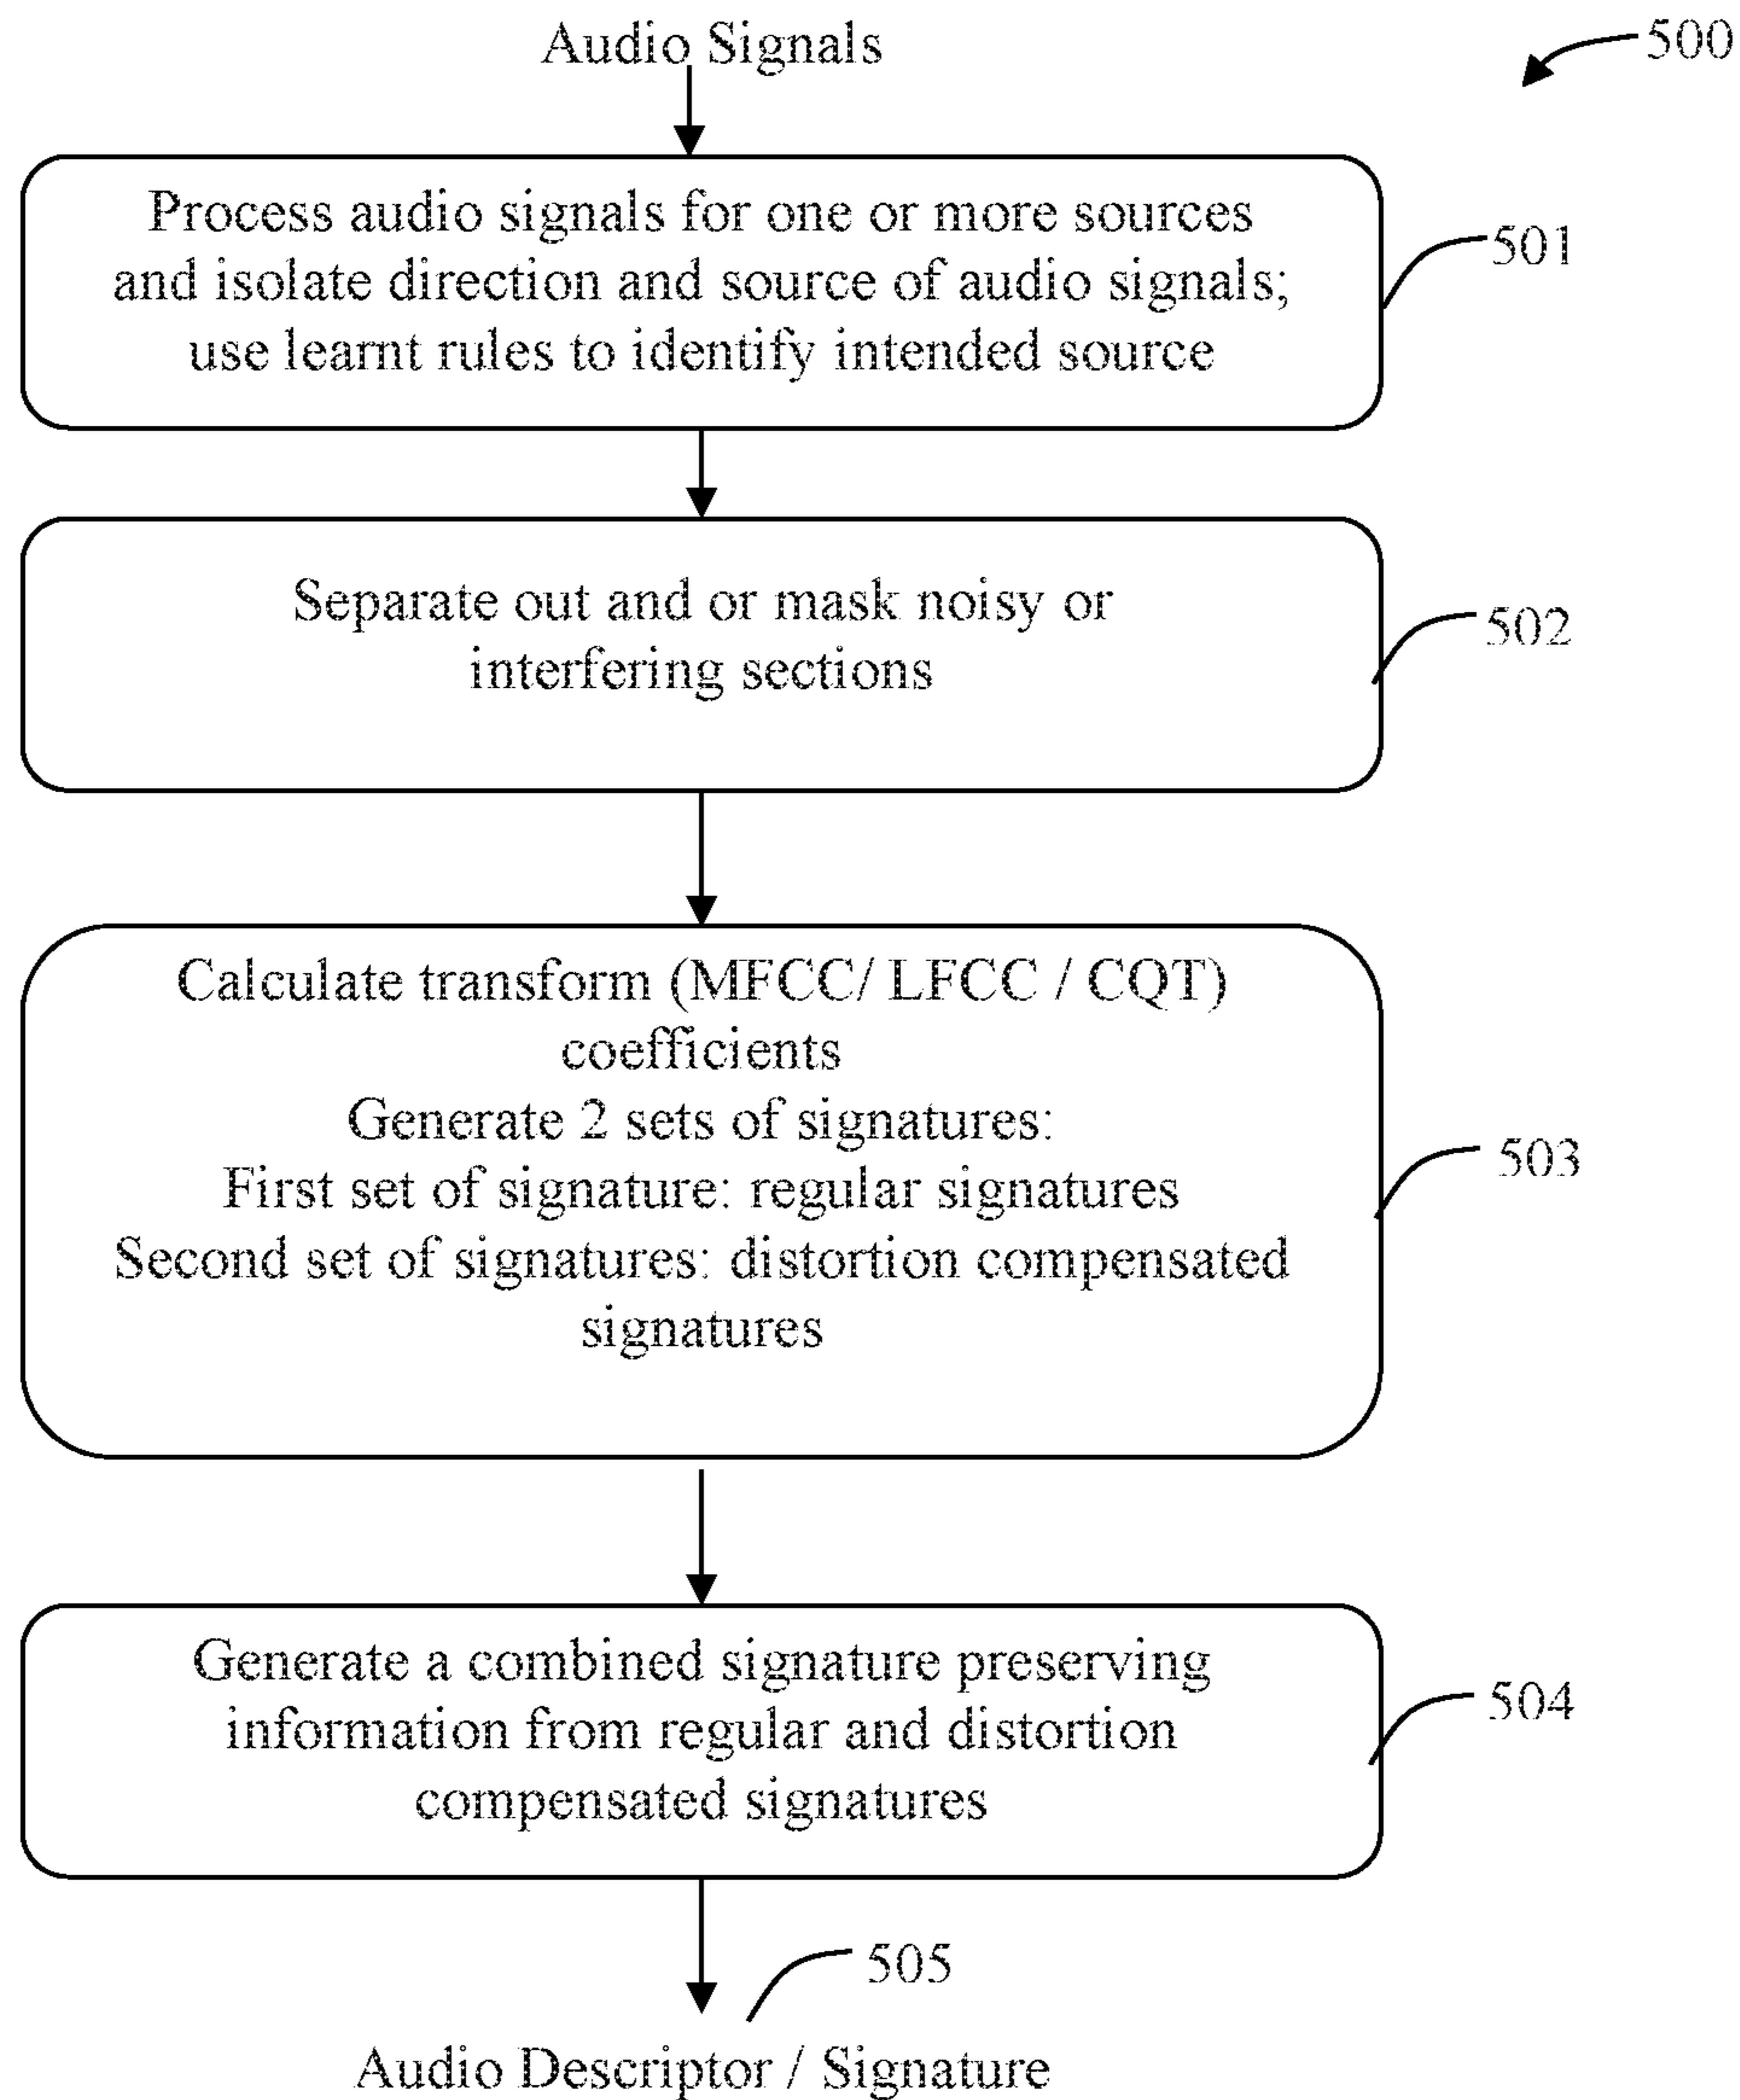 Audio Signals
500
Process audio signals for one or more sources
and isolate direction and source of audio signals;
use learnt rules to identify intended source
501
Separate out and or mask noisy or
interfering sections
502
Calculate transform (MFCC/ LFCC / CQT)
coefficients
Generate 2 sets of signatures:
First set of signature: regular signatures
Second set of signatures: distortion compensated
signatures
503
Generate a combined signature preserving
information from regular and distortion
compensated signatures
504
505
Audio Descriptor / Signature